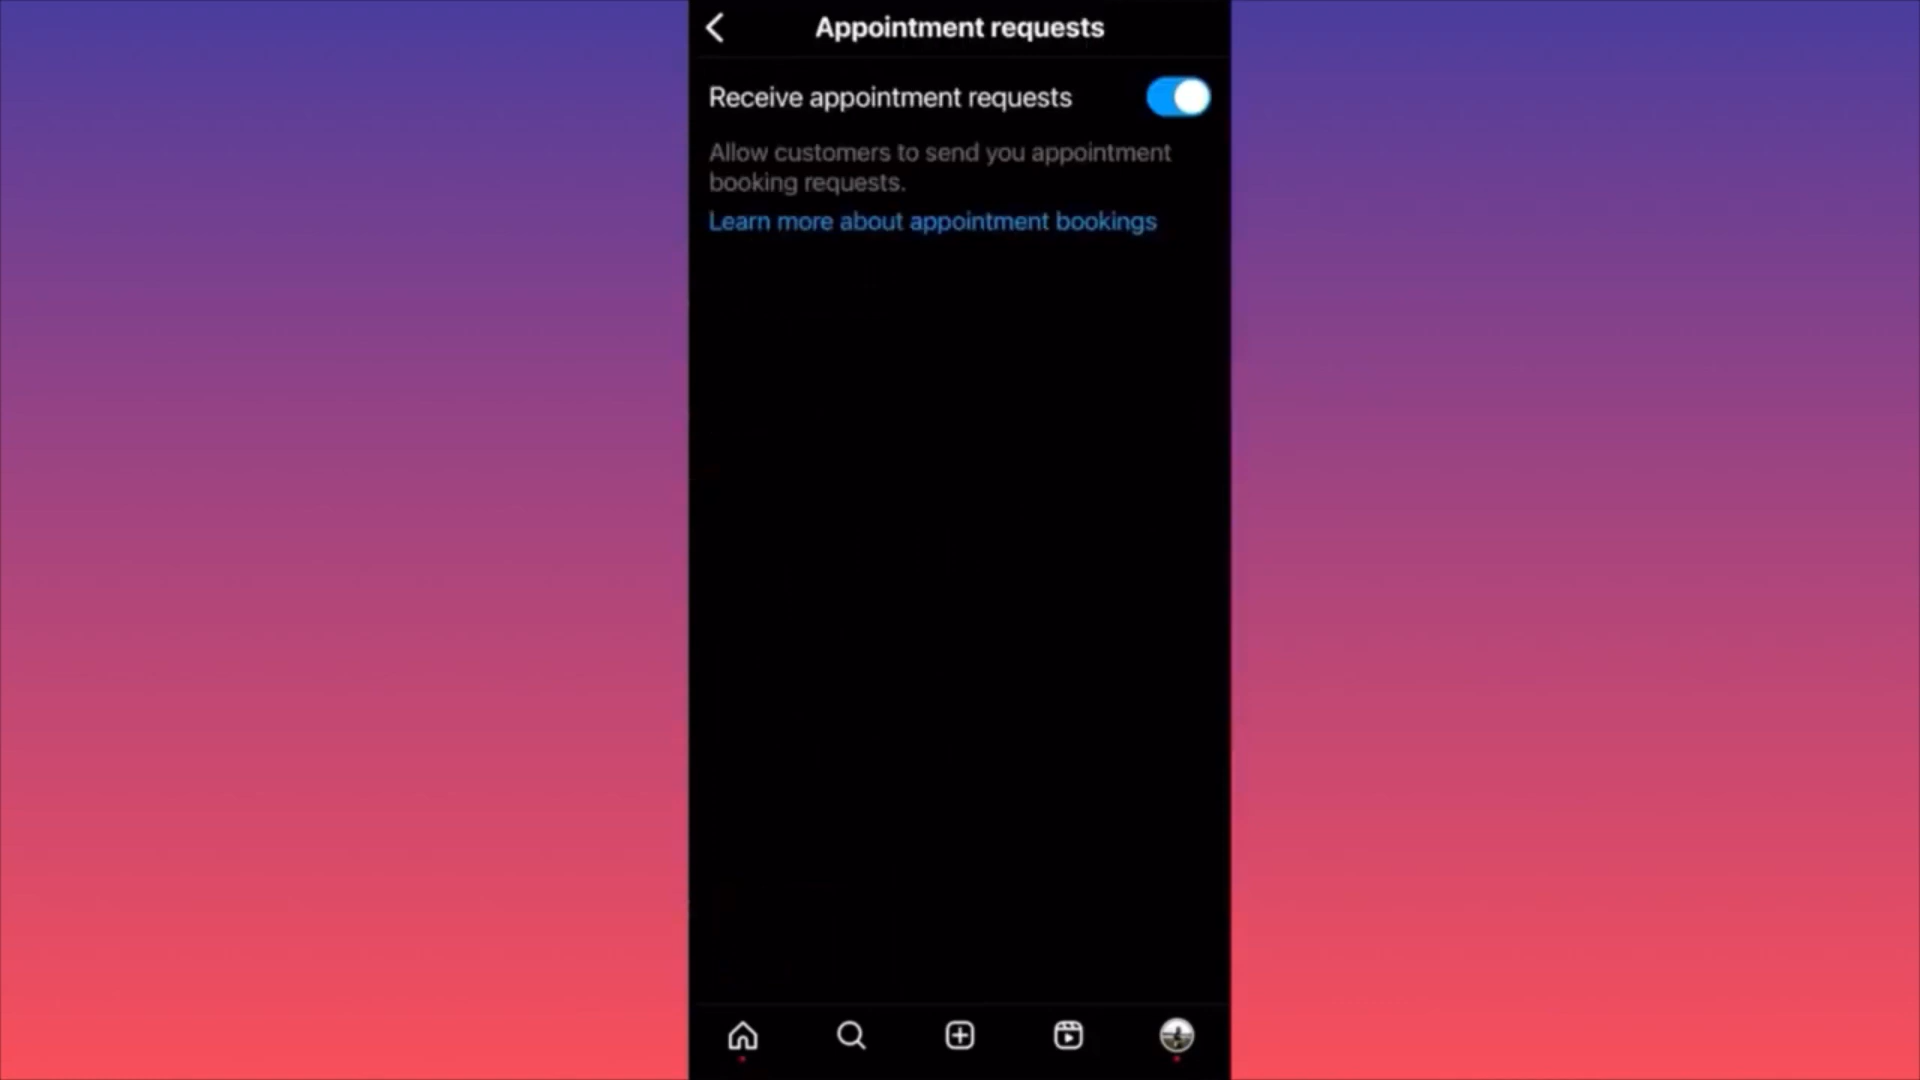 Appointment requests
Receive appointment requests
Allow customers to send you appointment
booking requests.
Learn more about appointment bookings